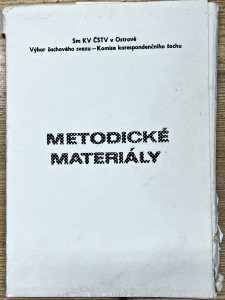 Sm KV ČSTV v Ostravě
Výbor šachového svazu – Komise korespondenčního šachu
METODICKÉ
MATERIÁLY